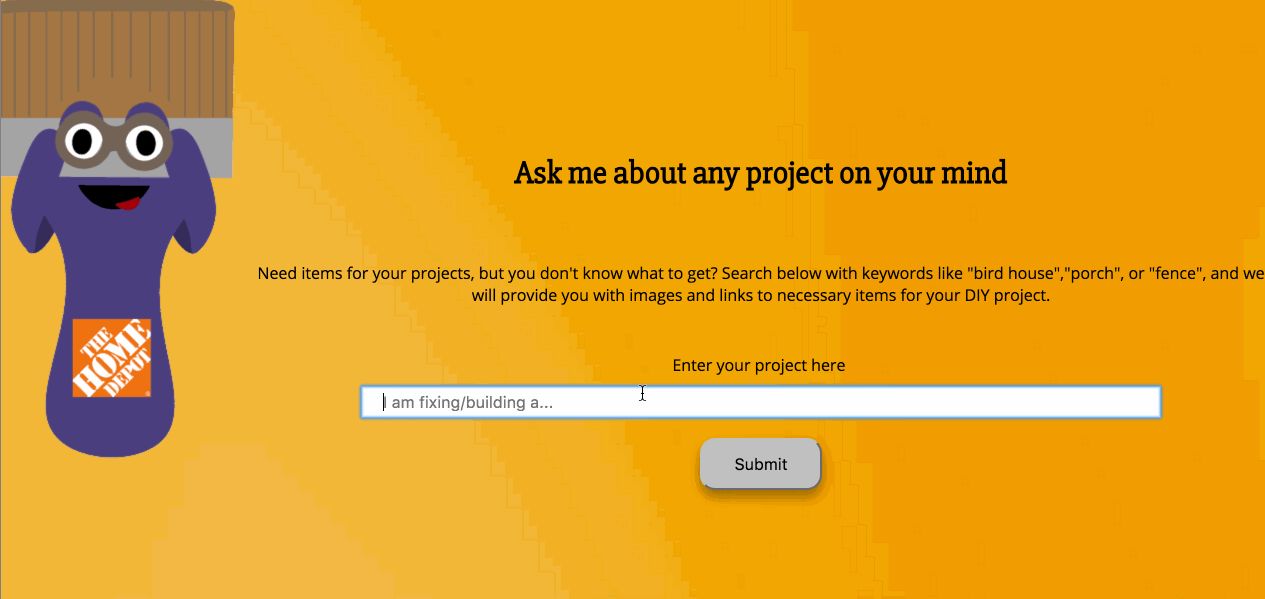 Ask me about any project on your mind
Need items for your projects, but you don't know what to get? Search below with keywords like "bird house","porch", or "fence", and we
will provide you with images and links to necessary items for your DIY project.
Enter your project here
I am fixing/building a...
Submit
THE
HOME
DEPOT